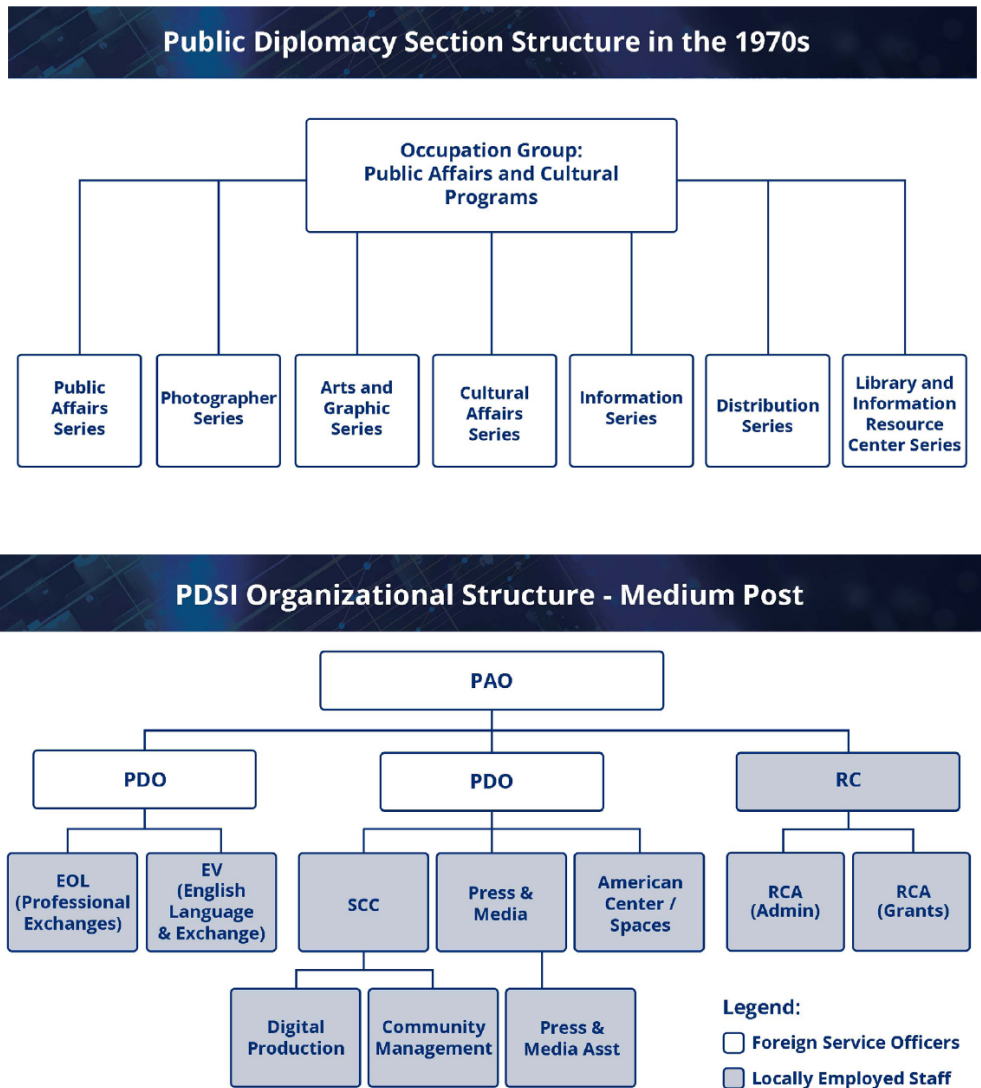 Public Diplomacy Section Structure in the 1970s
Occupation Group:
Public Affairs and Cultural
Programs
Public
Affairs
Series
Photographer
Series
Arts and
Graphic
Series
Cultural
Affairs
Series
Information
Series
Distribution
Series
Library and
Information
Resource
Center Series
PDSI Organizational Structure - Medium Post
PAO
PDO
PDO
RC
EOL
(Professional
Exchanges)
EV
(English
Language
& Exchange)
SCC
Press &
Media
American
Center /
Spaces
RCA
(Admin)
RCA
(Grants)
Digital
Production
Community
Management
Press &
Media Asst
Legend:
Foreign Service Officers
Locally Employed Staff